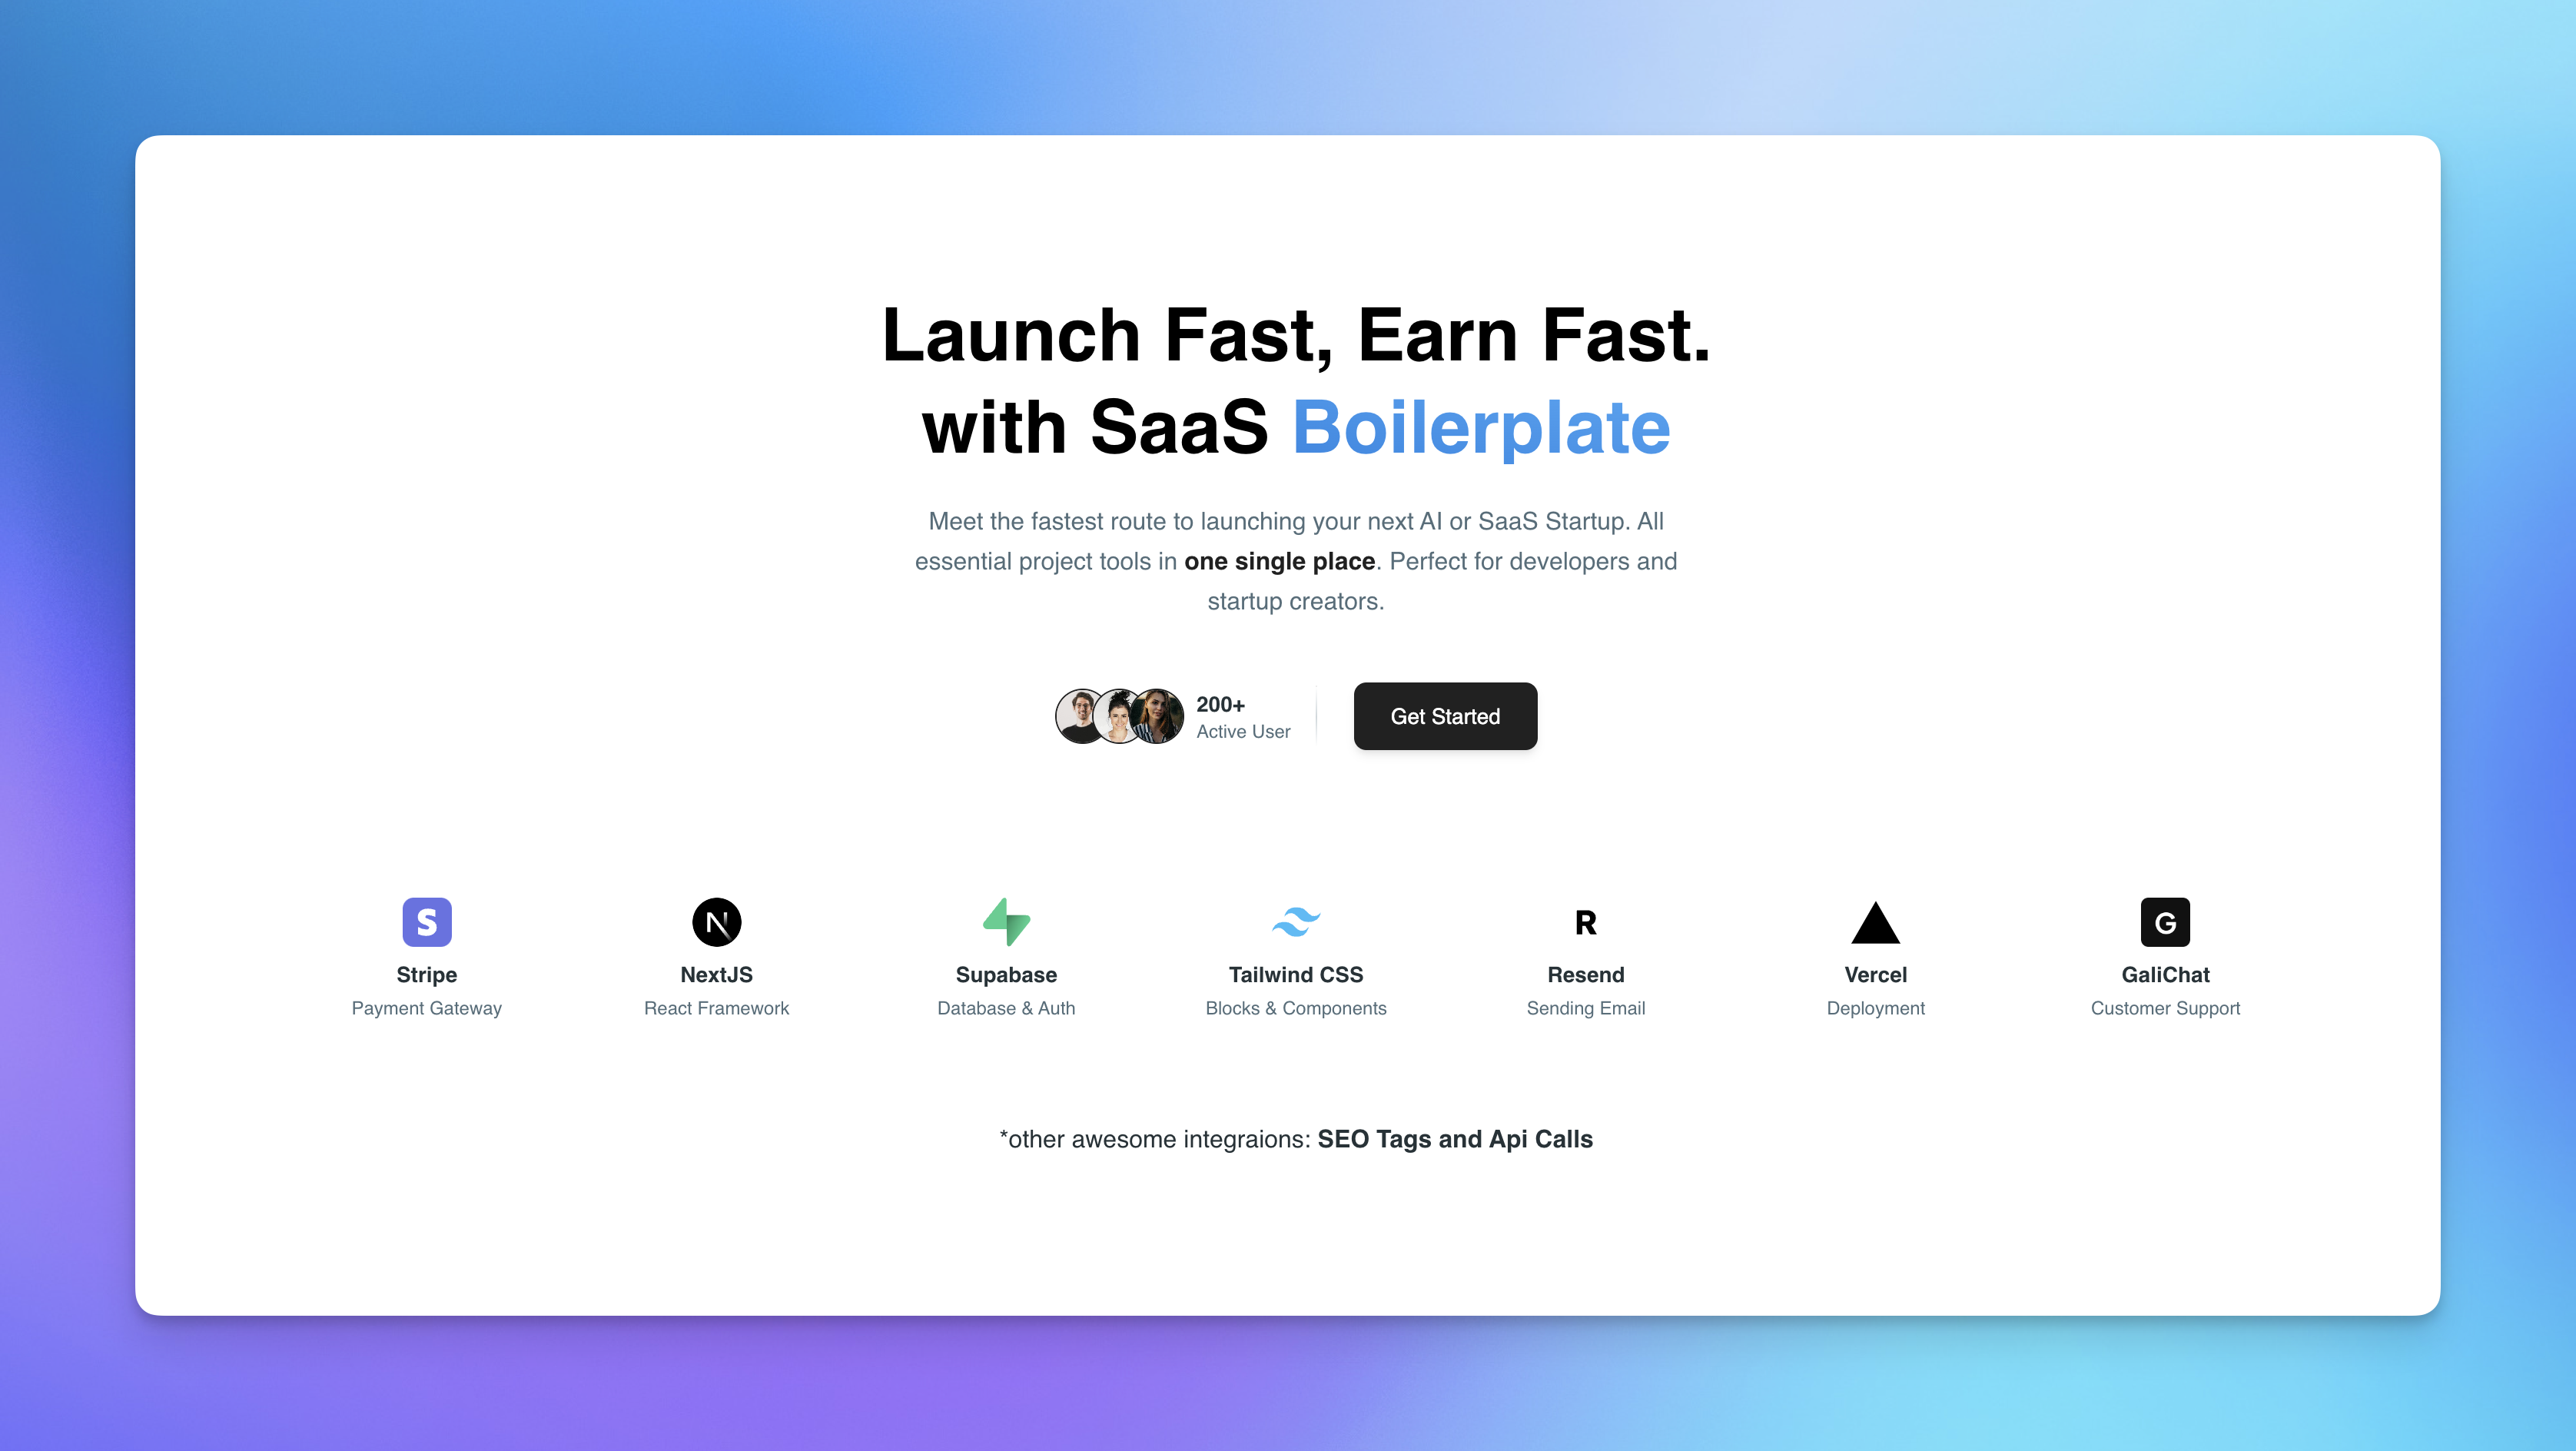 Launch Fast, Earn Fast.
with SaaS Boilerplate
Meet the fastest route to launching your next AI or SaaS Startup. All
essential project tools in one single place. Perfect for developers and
startup creators.
200+
Active User
Get Started
S
N
R
G
Stripe
NextJS
Supabase
Tailwind CSS
Resend
Vercel
GaliChat
Payment Gateway
React Framework
Database & Auth
Blocks & Components
Sending Email
Deployment
Customer Support
*other awesome integraions: SEO Tags and Api Calls